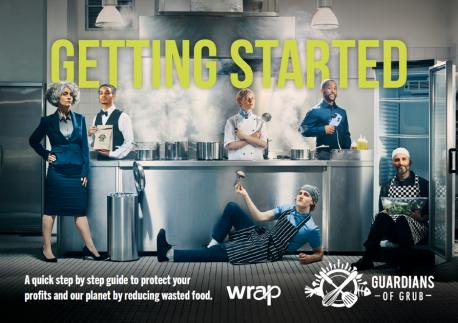 GETTING STARTED
A quick step by step guide to protect your
profits and our planet by reducing wasted food.
wrap
GUARDIANS
OF GRUB